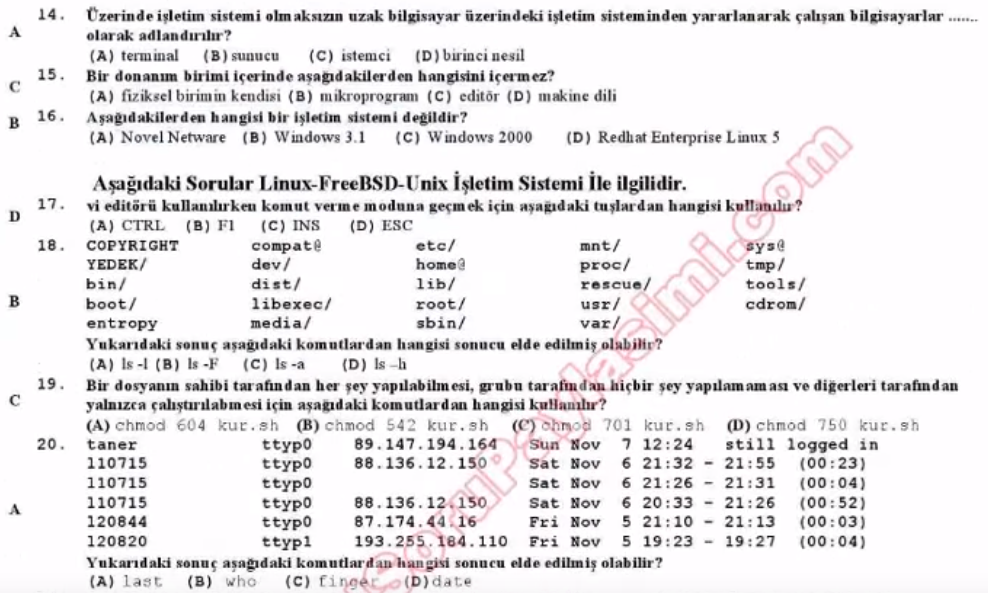 A 14. Üzerinde işletim sistemi olmaksızın uzak bilgisayar üzerindeki işletim sisteminden yararlanarak çalışan bilgisayarlar .......
olarak adlandırılır?
(A) terminal (B) sunucu (C) istemci (D) birinci nesil
C 15. Bir donanım birimi içerinde aşağıdakilerden hangisini içermez?
(A) fiziksel birimin kendisi (B) mikroprogram (C) editör (D) makine dili
B 16. Aşağıdakilerden hangisi bir işletim sistemi değildir?
(A) Novel Netware (B) Windows 3.1 (C) Windows 2000 (D) Redhat Enterprise Linux 5
Aşağıdaki Sorular Linux-FreeBSD-Unix İşletim Sistemi İle ilgilidir.
D 17. vi editörü kullanılırken komut verme moduna geçmek için aşağıdaki tuşlardan hangisi kullanılır?
(A) CTRL (B) F1 (C) INS (D) ESC
18. COPYRIGHT compat@ etc/ mnt/ sys@
YEDEK/ dev/ home@ proc/ tmp/
bin/ dist/ lib/ rescue/ tools/
B boot/ libexec/ root/ usr/ cdrom/
entropy media/ sbin/ var/
Yukarıdaki sonuç aşağıdaki komutlardan hangisi sonucu elde edilmiş olabilir?
(A) ls -l (B) ls -F (C) ls -a (D) ls –h
C 19. Bir dosyanın sahibi tarafından her şey yapılabilmesi, grubu tarafından hiçbir şey yapılamaması ve diğerleri tarafından
yalnızca çalıştırılabmesi için aşağıdaki komutlardan hangisi kullanılır?
(A) chmod 604 kur.sh (B) chmod 542 kur.sh (C) chmod 701 kur.sh (D) chmod 750 kur.sh
20. taner ttyp0 89.147.194.164 Sun Nov 7 12:24 still logged in
110715 ttyp0 88.136.12.150 Sat Nov 6 21:32 - 21:55 (00:23)
110715 ttyp0 Sat Nov 6 21:26 - 21:31 (00:04)
A 110715 ttyp0 88.136.12.150 Sat Nov 6 20:33 - 21:26 (00:52)
120844 ttyp0 87.174.44.16 Fri Nov 5 21:10 - 21:13 (00:03)
120820 ttyp1 193.255.184.110 Fri Nov 5 19:23 - 19:27 (00:04)
Yukarıdaki sonuç aşağıdaki komutlardan hangisi sonucu elde edilmiş olabilir?
(A) last (B) who (C) finger (D) date
SoruPaylasimi.com